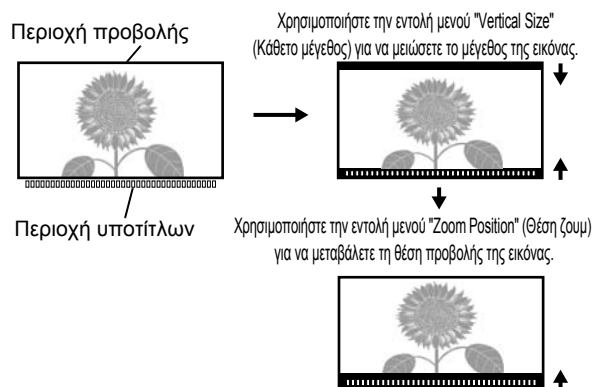 Περιοχή προβολής
Χρησιμοποιήστε την εντολή μενού "Vertical Size"
(Κάθετο μέγεθος) για να μειώσετε το μέγεθος της εικόνας.
Περιοχή υποτίτλων
Χρησιμοποιήστε την εντολή μενού "Zoom Position" (Θέση ζουμ)
για να μεταβάλετε τη θέση προβολής της εικόνας.